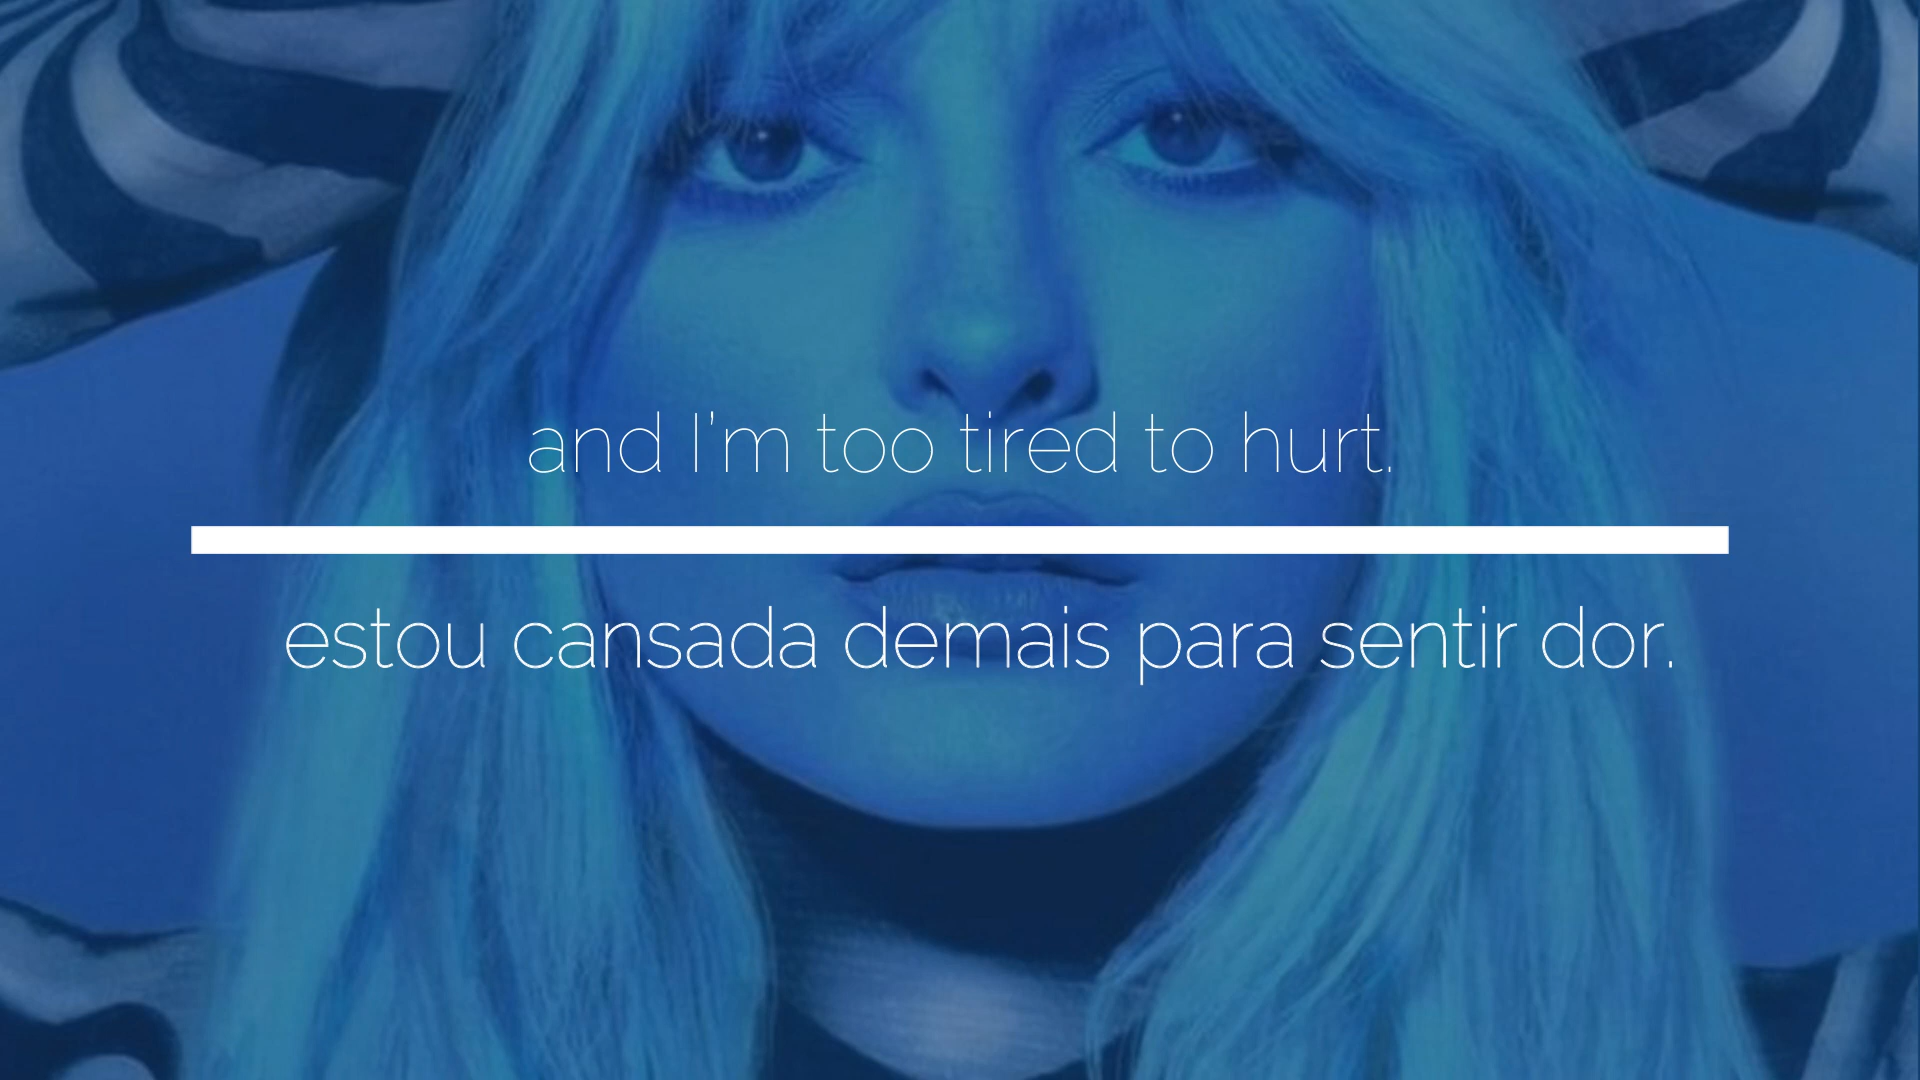 and I'm too tired to hurt.
estou cansada demais para sentir dor.